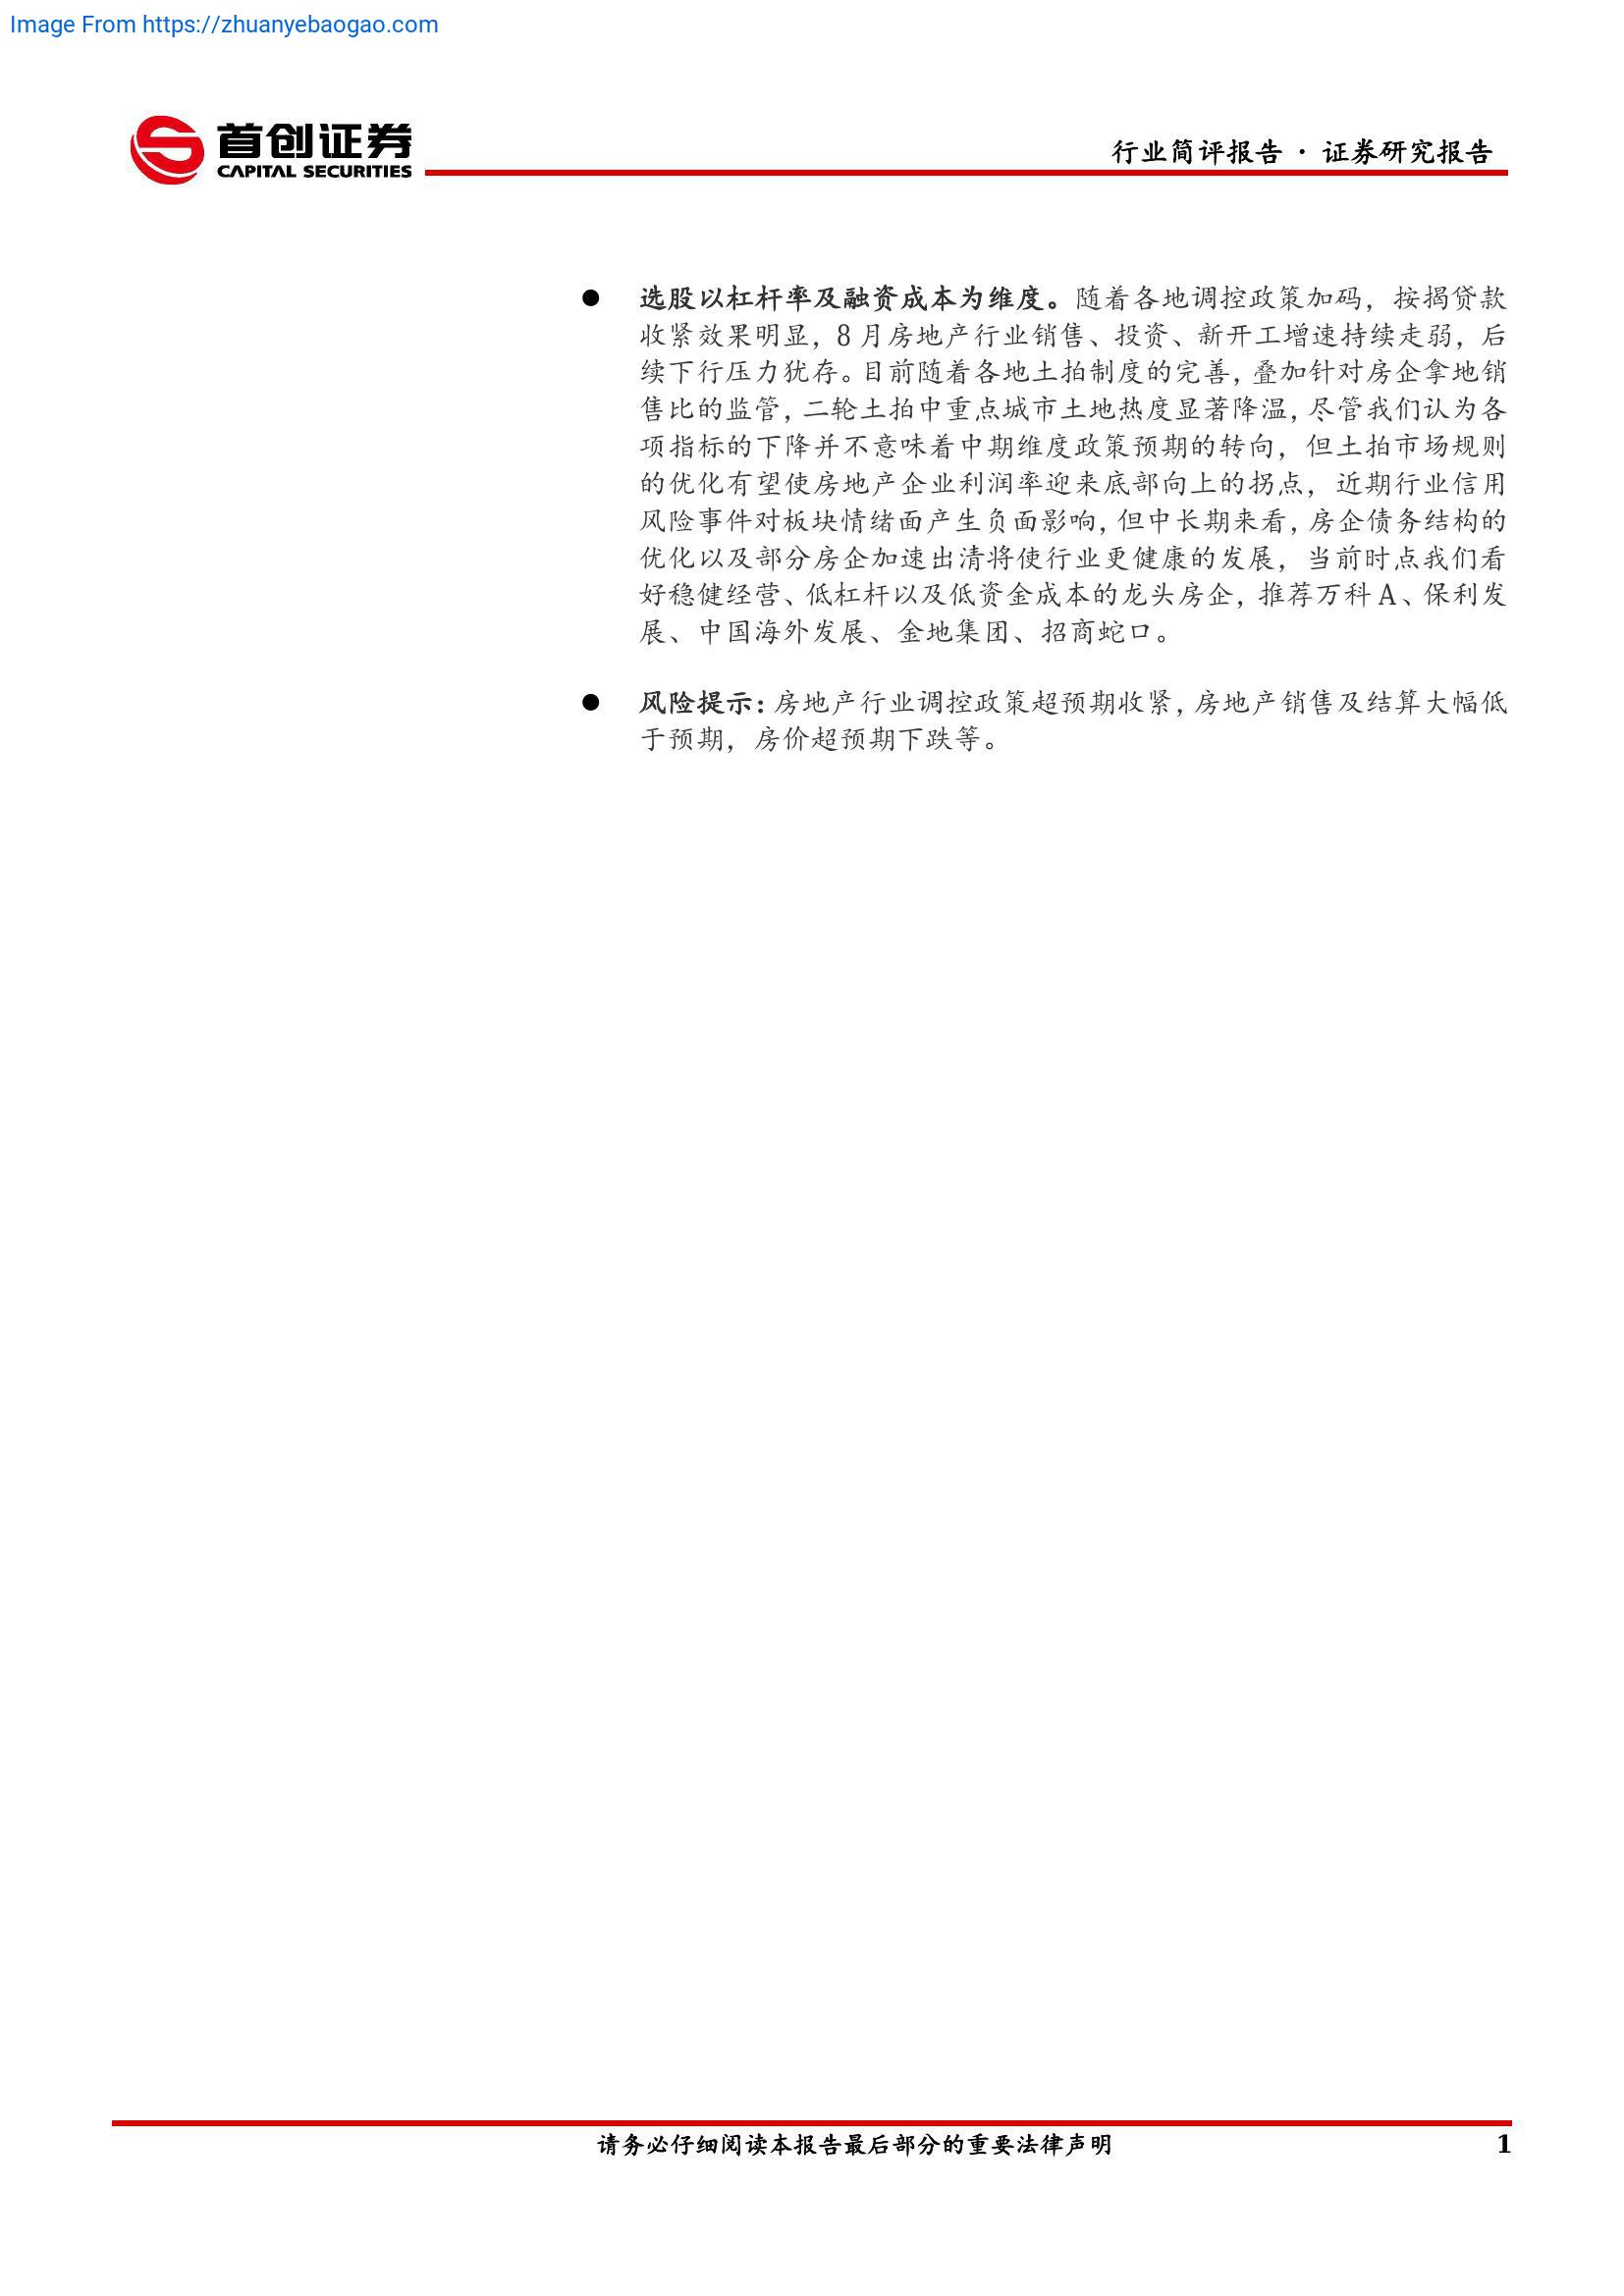 Image From https://zhuanyebaogao.com
首创证券
CAPITAL SECURITIES
行业简评报告 · 证券研究报告
● 选股以杠杆率及融资成本为维度。随着各地调控政策加码，按揭贷款
收紧效果明显，8 月房地产行业销售、投资、新开工增速持续走弱，后
续下行压力犹存。目前随着各地土拍制度的完善，叠加针对房企拿地销
售比的监管，二轮土拍中重点城市土地热度显著降温，尽管我们认为各
项指标的下降并不意味着中期维度政策预期的转向，但土拍市场规则
的优化有望使房地产企业利润率迎来底部向上的拐点，近期行业信用
风险事件对板块情绪面产生负面影响，但中长期来看，房企债务结构的
优化以及部分房企加速出清将使行业更健康的发展，当前时点我们看
好稳健经营、低杠杆以及低资金成本的龙头房企，推荐万科 A、保利发
展、中国海外发展、金地集团、招商蛇口。
● 风险提示：房地产行业调控政策超预期收紧，房地产销售及结算大幅低
于预期，房价超预期下跌等。
请务必仔细阅读本报告最后部分的重要法律声明
1